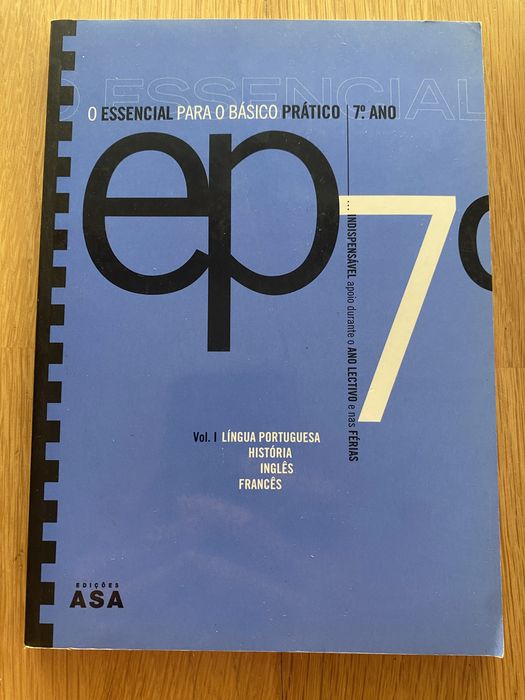 O ESSENCIAL
O ESSENCIAL PARA O BÁSICO PRÁTICO 7.º ANO
ep
7
... INDISPENSÁVEL apoio durante o ANO LECTIVO e nas FÉRIAS
Vol. I LÍNGUA PORTUGUESA
HISTÓRIA
INGLÊS
FRANCÊS
EDIÇÕES
ASA